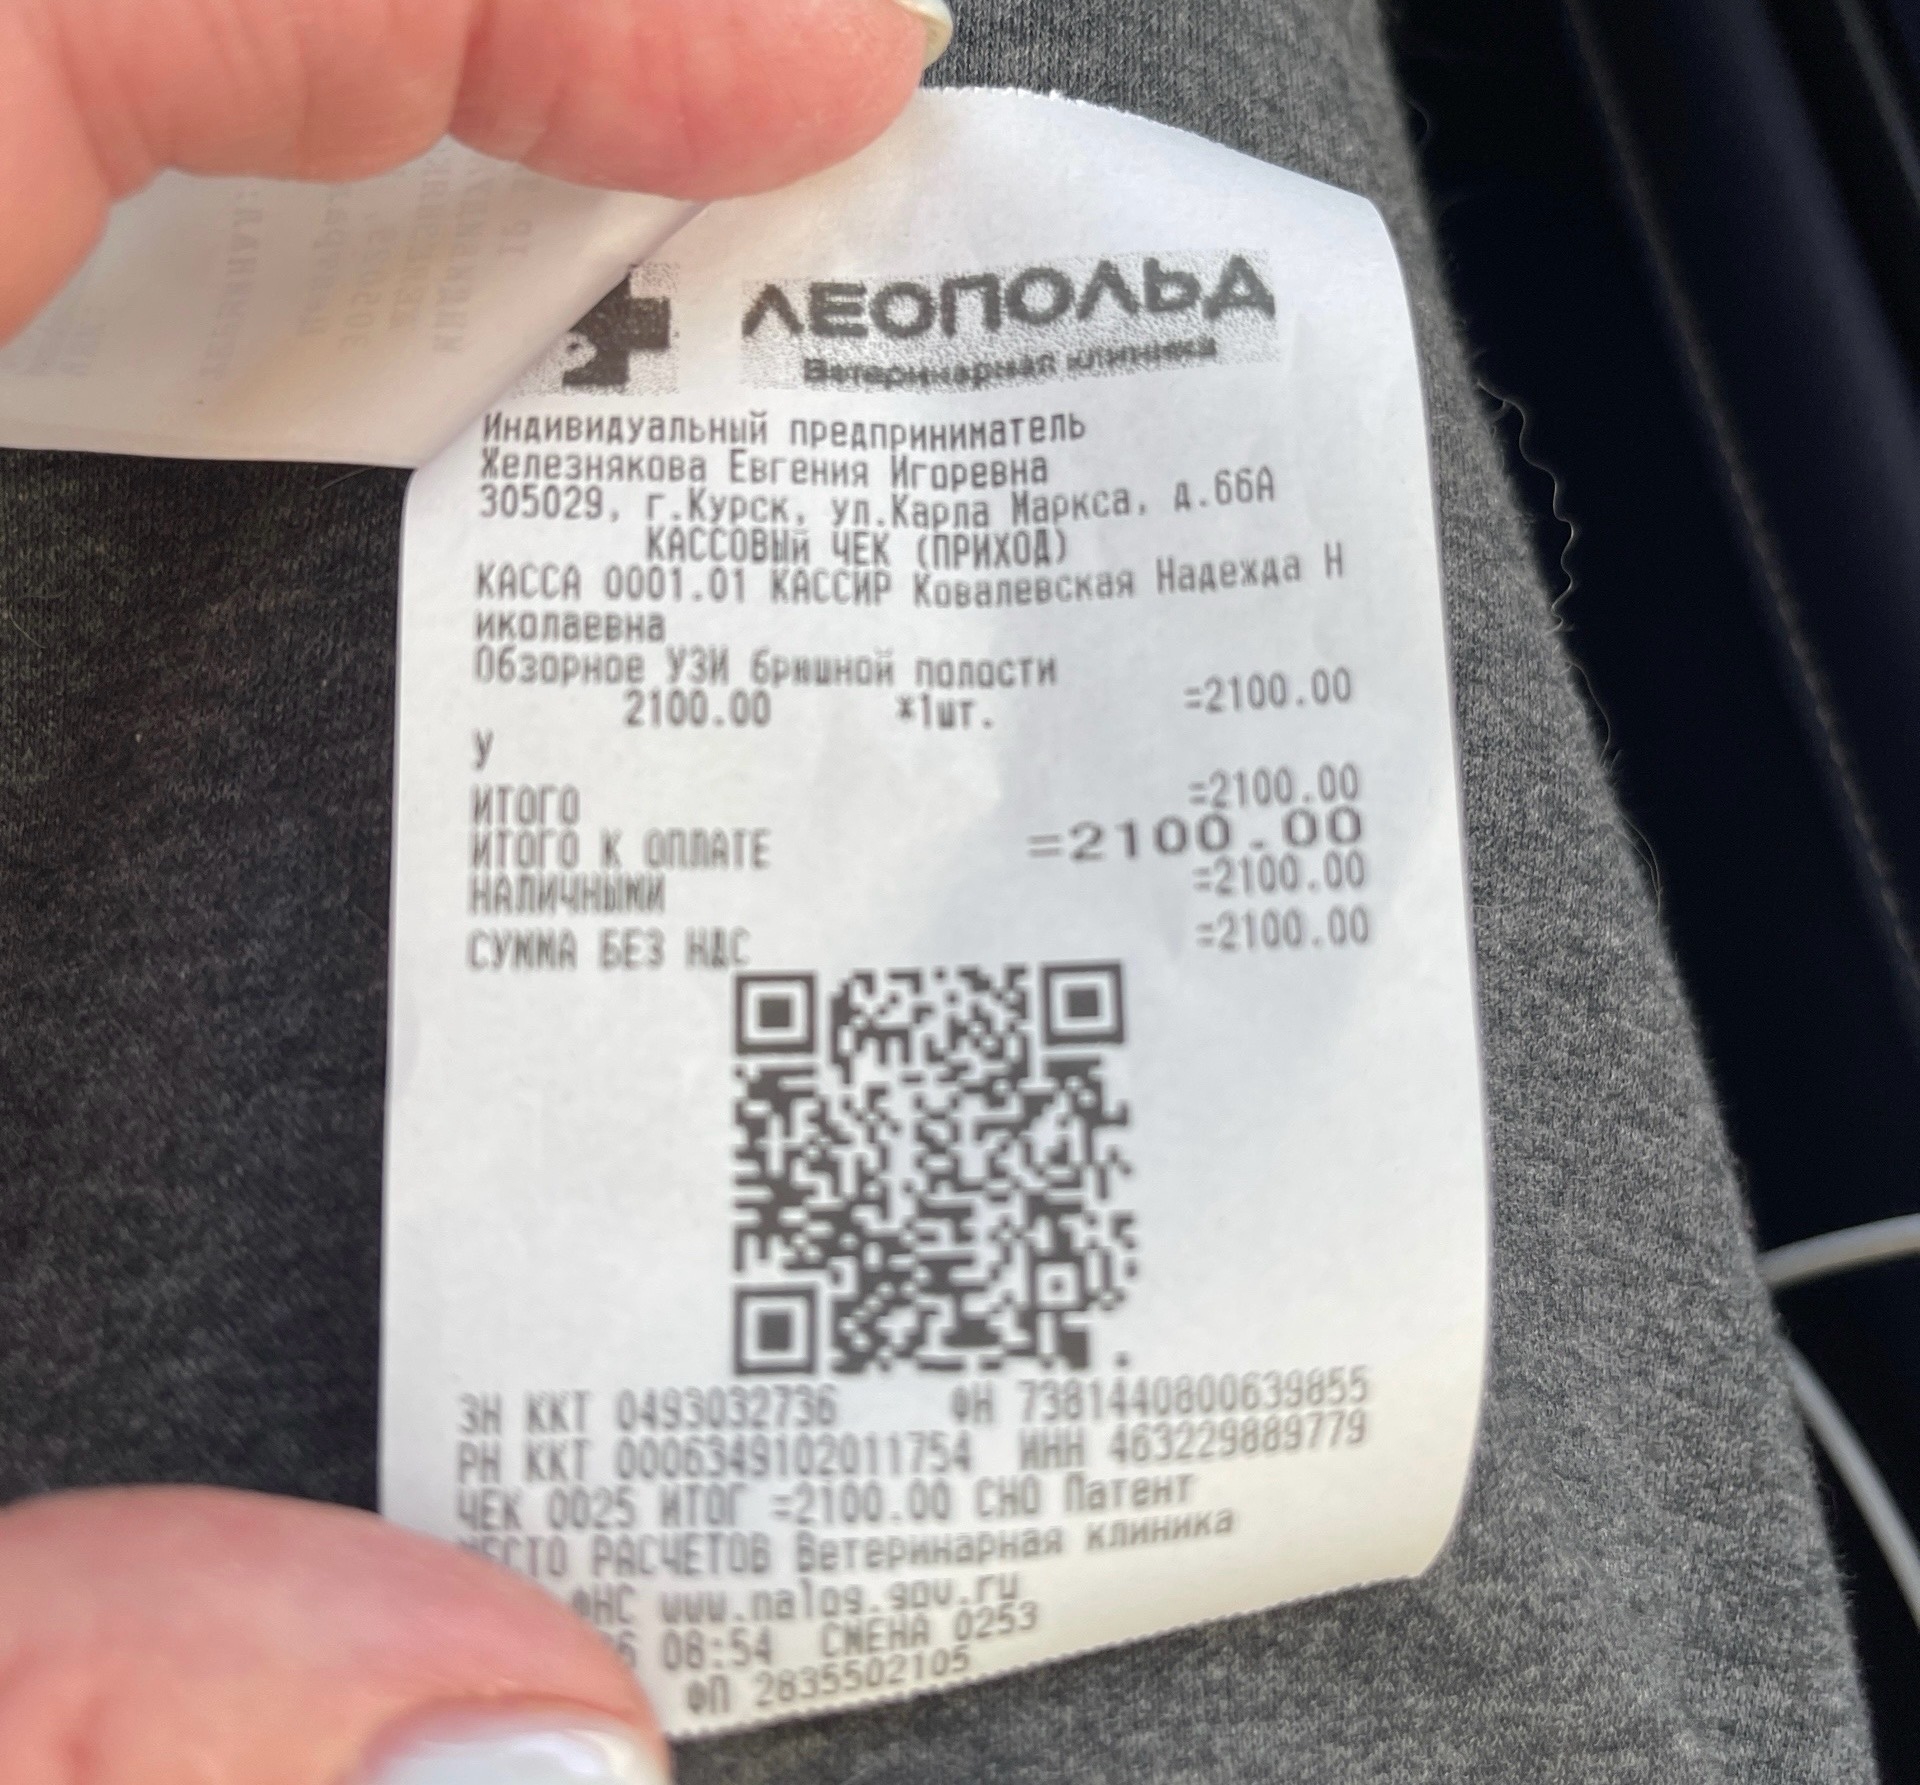 ЛЕОПОЛЬД
Ветеринарная клиника
Индивидуальный предприниматель
Железнякова Евгения Игоревна
305029, г.Курск, ул.Карла Маркса, д.66А
КАССОВЫЙ ЧЕК (ПРИХОД)
КАССА 0001.01 КАССИР Ковалевская Надежда Н
иколаевна
Обзорное УЗИ брюшной полости
2100.00 *1шт. =2100.00
У
ИТОГО =2100.00
ИТОГО К ОПЛАТЕ =2100.00
НАЛИЧНЫМИ =2100.00
СУММА БЕЗ НДС =2100.00
ЗН ККТ 0493032736 ФН 7381440800639855
РН ККТ 0006349102011754 ИНН 463229889779
ЧЕК 0025 ИТОГ =2100.00 СНО Патент
МЕСТО РАСЧЕТОВ Ветеринарная клиника
ФНС www.nalog.gov.ru
08:54 СМЕНА 0253
ФП 2835502105